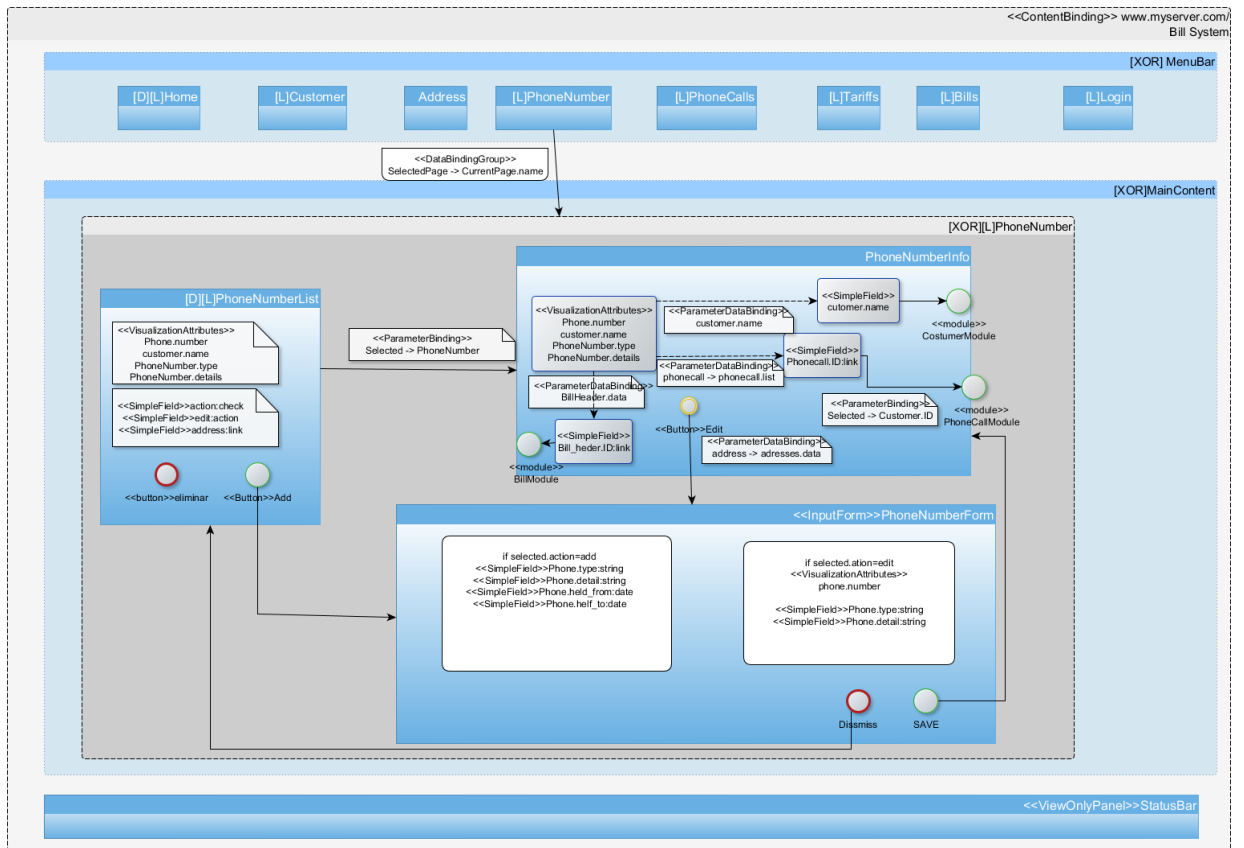 <<ContentBinding>> www.myserver.com/
Bill System
[XOR] MenuBar
[D][L]Home
[L]Customer
Address
[L]PhoneNumber
[L]PhoneCalls
[L]Tariffs
[L]Bills
[L]Login
<<DataBindingGroup>>
SelectedPage -> CurrentPage.name
[XOR]MainContent
[XOR][L]PhoneNumber
[D][L]PhoneNumberList
<<VisualizationAttributes>>
Phone.number
customer.name
PhoneNumber.type
PhoneNumber.details
<<SimpleField>>action:check
<<SimpleField>>edit:action
<<SimpleField>>address:link
<<button>>eliminar
<<Button>>Add
<<ParameterBinding>>
Selected -> PhoneNumber
PhoneNumberInfo
<<VisualizationAttributes>>
Phone.number
customer.name
PhoneNumber.type
PhoneNumber.details
<<ParameterDataBinding>>
customer.name
<<SimpleField>>
cutomer.name
<<module>>
CostumerModule
<<ParameterDataBinding>>
phonecall -> phonecall.list
<<SimpleField>>
Phonecall.ID:link
<<ParameterDataBinding>>
BillHeader.data
<<ParameterDataBinding>>
Selected -> Customer.ID
<<module>>
PhoneCallModule
<<Button>>Edit
<<SimpleField>>
Bill_heder.ID:link
<<module>>
BillModule
<<ParameterDataBinding>>
address -> adresses.data
<<InputForm>>PhoneNumberForm
if selected.action=add
<<SimpleField>>Phone.type:string
<<SimpleField>>Phone.detail:string
<<SimpleField>>Phone.held_from:date
<<SimpleField>>Phone.helf_to:date
if selected.ation=edit
<<VisualizationAttributes>>
phone.number
<<SimpleField>>Phone.type:string
<<SimpleField>>Phone.detail:string
Dissmiss
SAVE
<<ViewOnlyPanel>>StatusBar